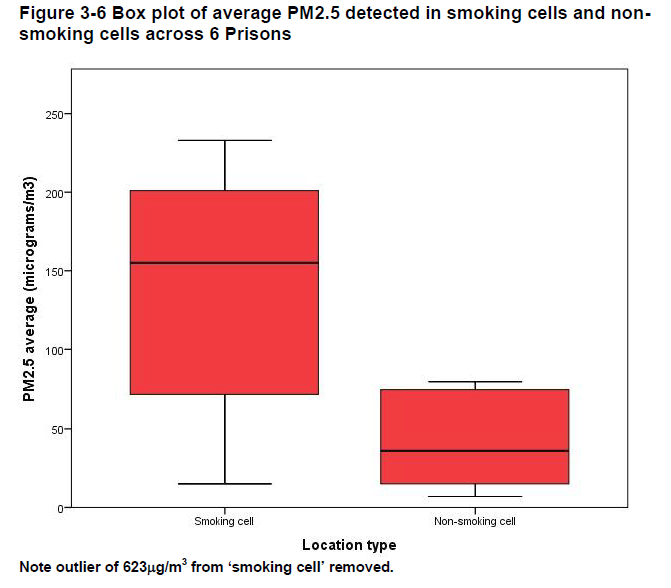 Figure 3-6 Box plot of average PM2.5 detected in smoking cells and non-
smoking cells across 6 Prisons
PM2.5 average (micrograms/m3)
250
200
150
100
50
0
Smoking cell
Non-smoking cell
Location type
Note outlier of 623µg/m³ from ‘smoking cell’ removed.